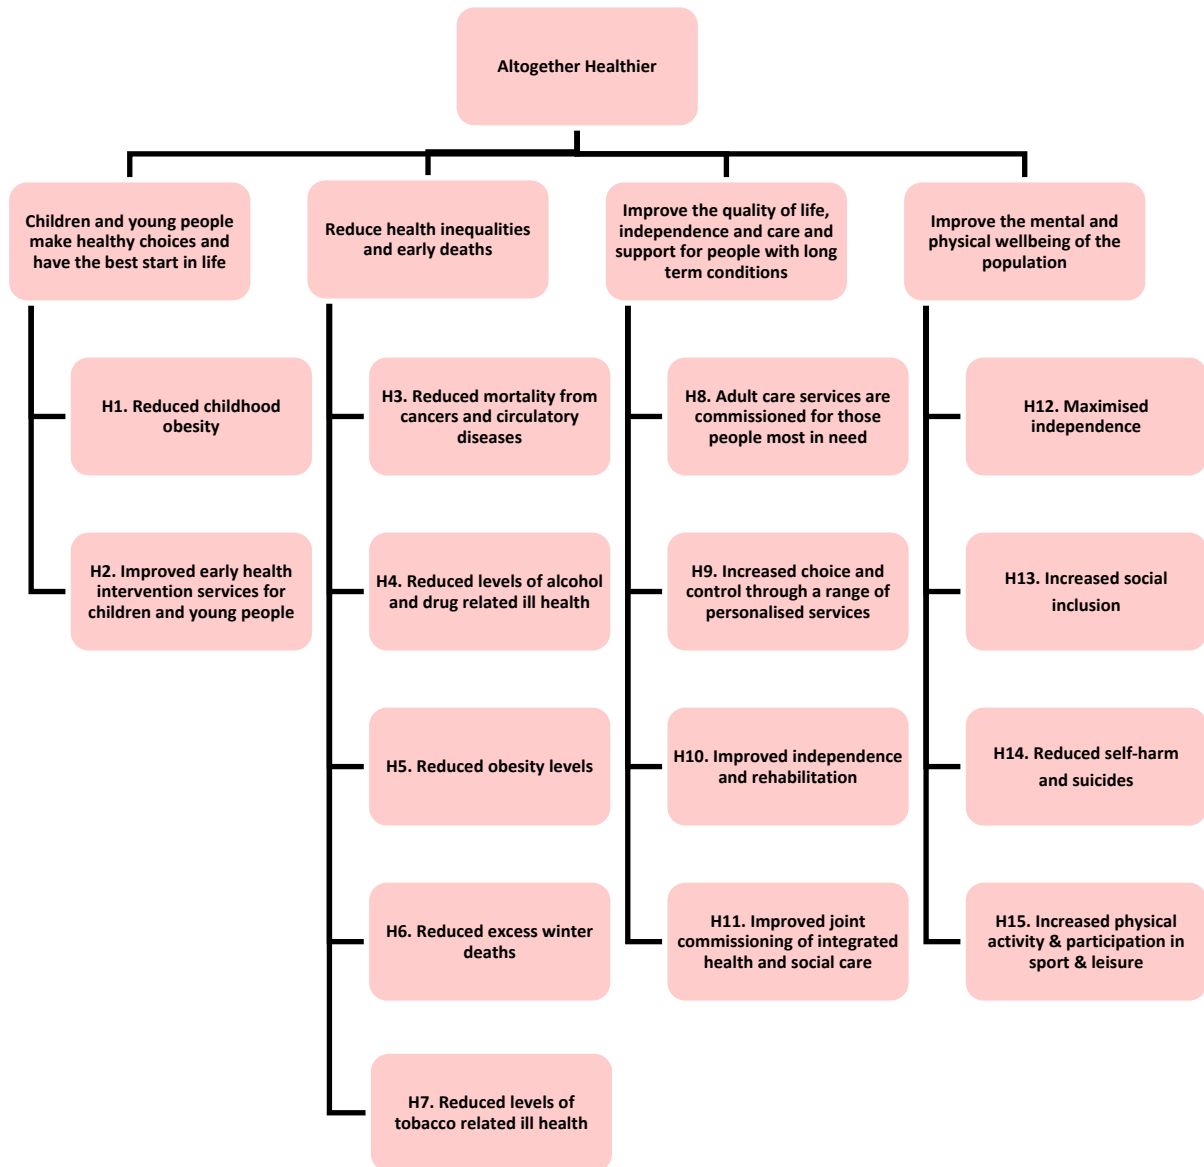 Altogether Healthier
Children and young people
make healthy choices and
have the best start in life
Reduce health inequalities
and early deaths
Improve the quality of life,
independence and care and
support for people with long
term conditions
Improve the mental and
physical wellbeing of the
population
H1. Reduced childhood
obesity
H2. Improved early health
intervention services for
children and young people
H3. Reduced mortality from
cancers and circulatory
diseases
H4. Reduced levels of alcohol
and drug related ill health
H5. Reduced obesity levels
H6. Reduced excess winter
deaths
H7. Reduced levels of
tobacco related ill health
H8. Adult care services are
commissioned for those
people most in need
H9. Increased choice and
control through a range of
personalised services
H10. Improved independence
and rehabilitation
H11. Improved joint
commissioning of integrated
health and social care
H12. Maximised
independence
H13. Increased social
inclusion
H14. Reduced self-harm
and suicides
H15. Increased physical
activity & participation in
sport & leisure